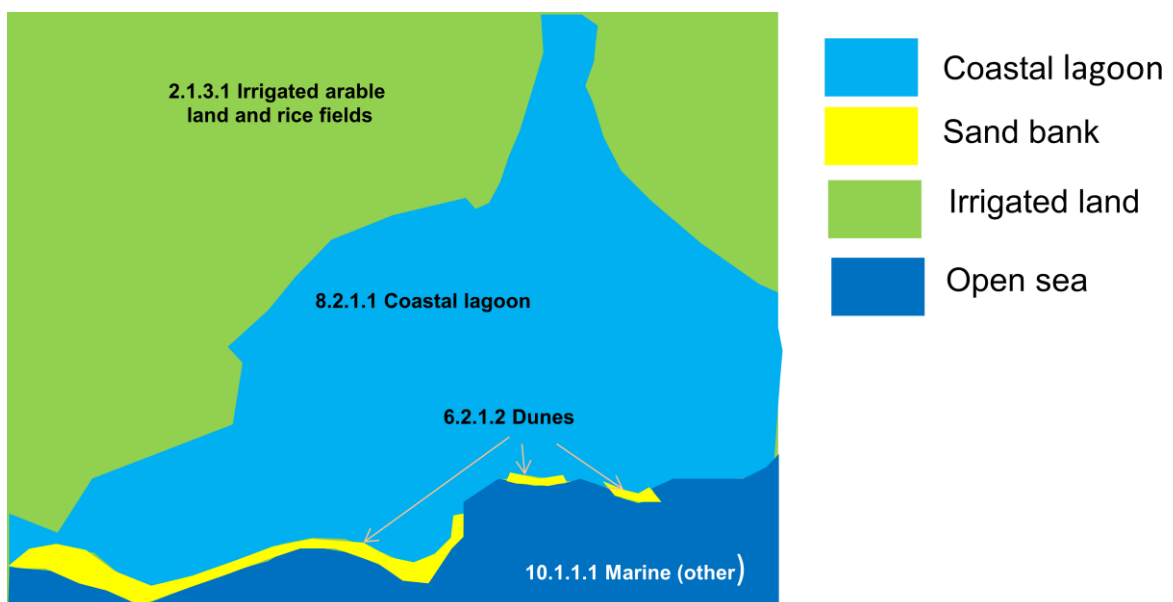 2.1.3.1 Irrigated arable
land and rice fields
8.2.1.1 Coastal lagoon
6.2.1.2 Dunes
10.1.1.1 Marine (other)
Coastal lagoon
Sand bank
Irrigated land
Open sea